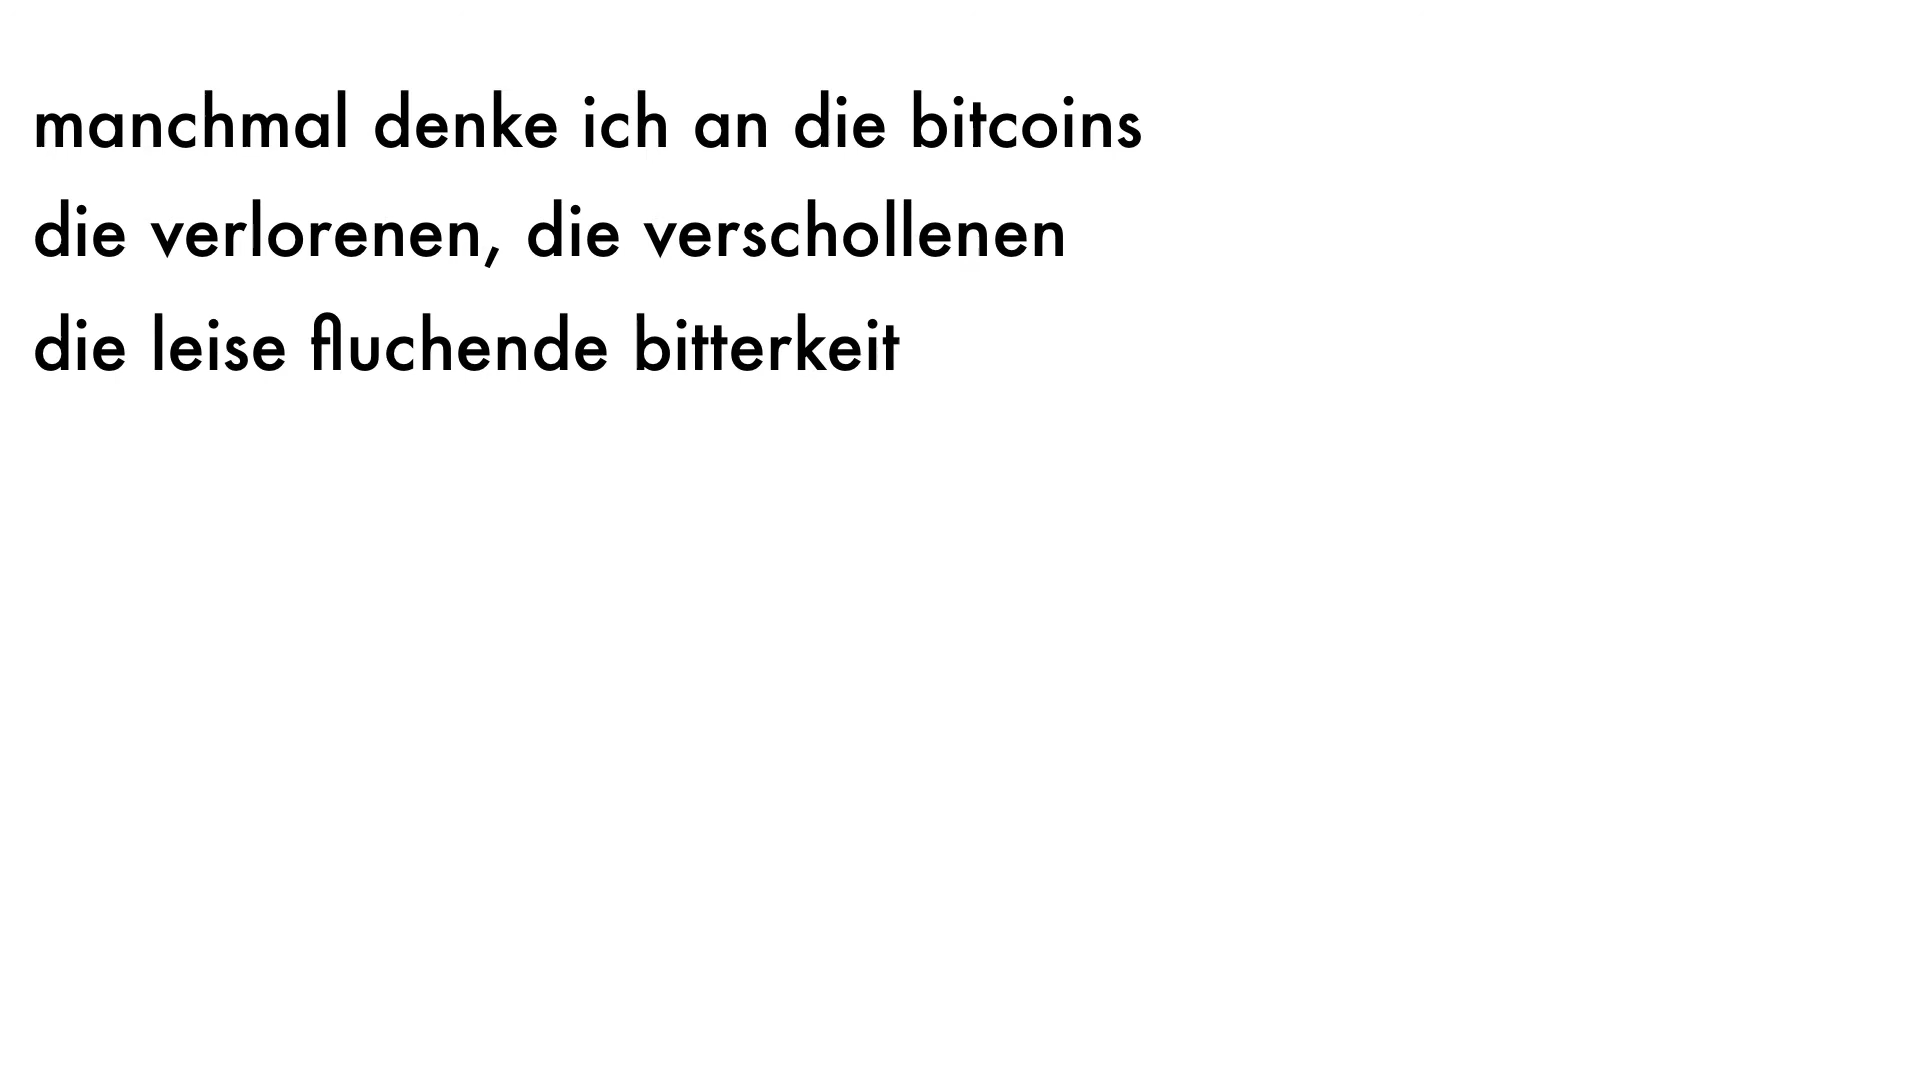 manchmal denke ich an die bitcoins
die verlorenen, die verschollenen
die leise fluchende bitterkeit